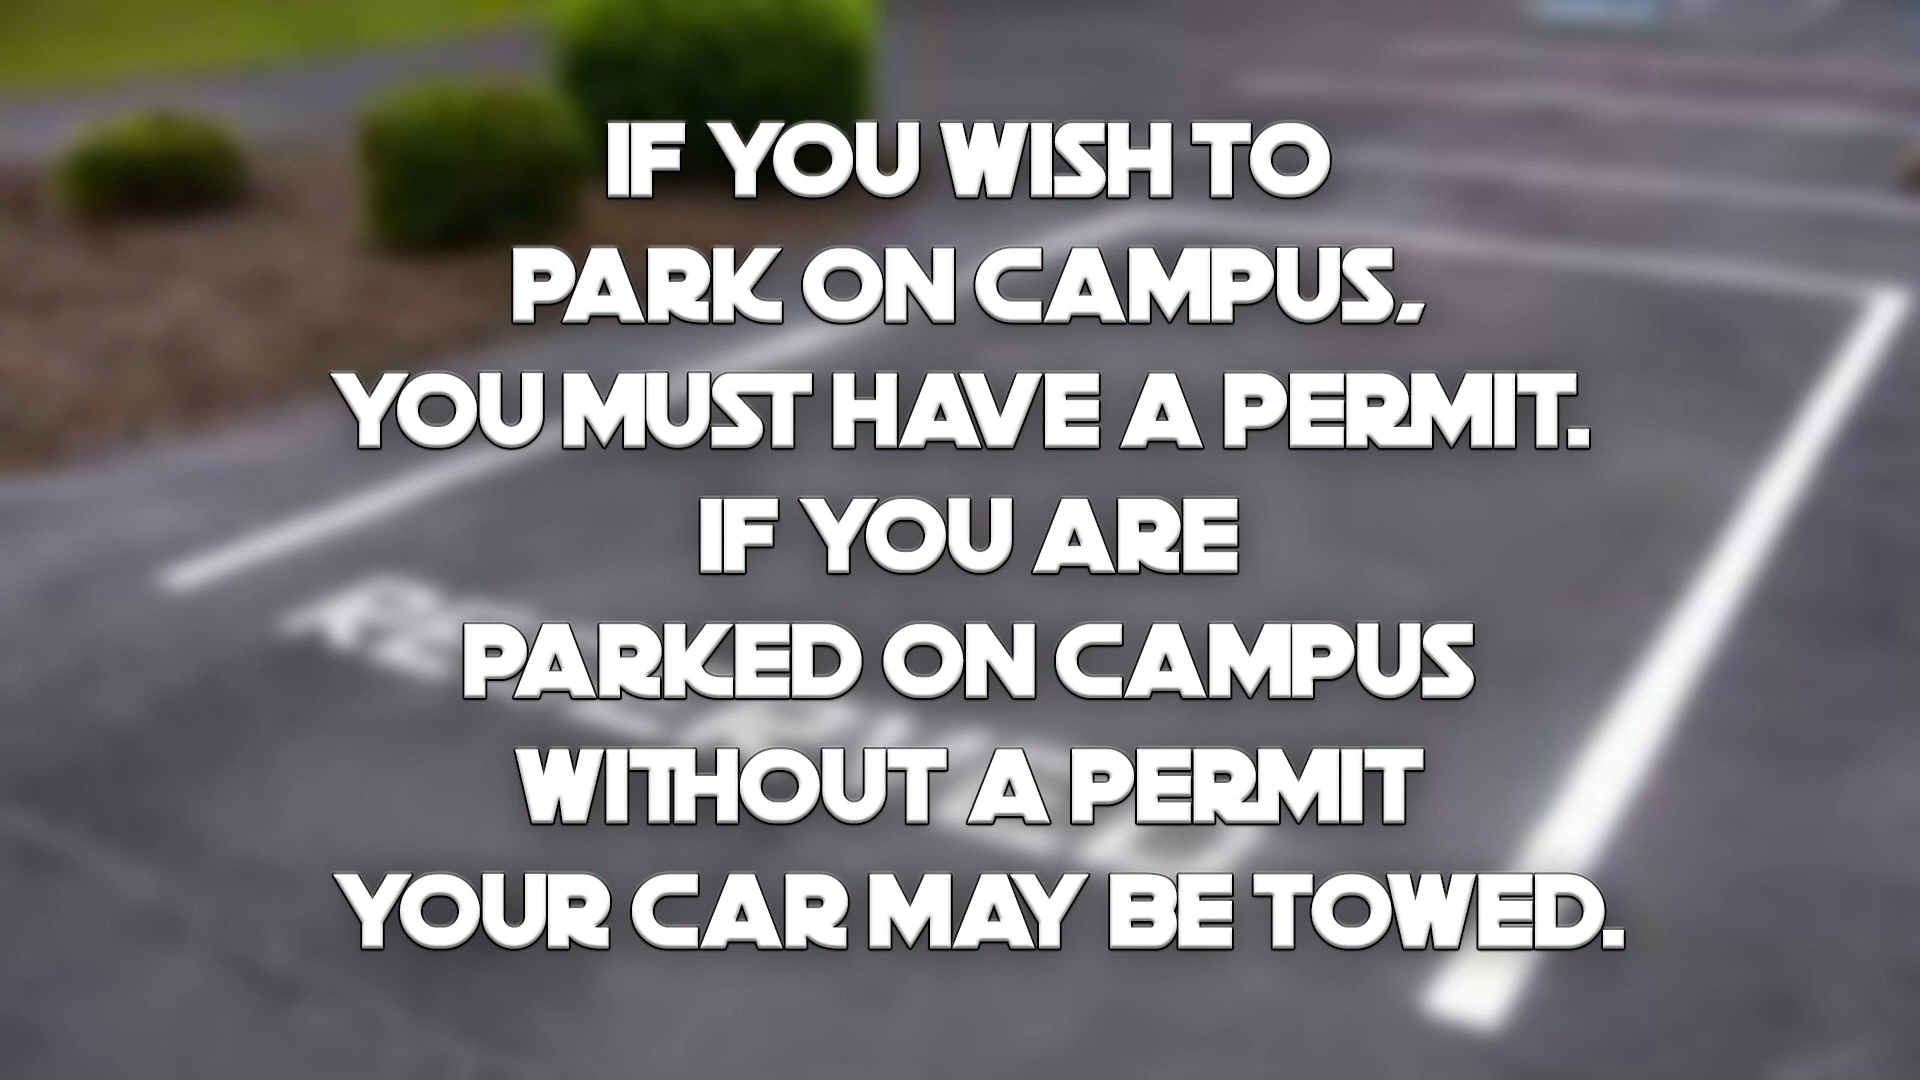 IF YOU WISH TO
PARK ON CAMPUS,
YOU MUST HAVE A PERMIT.
IF YOU ARE
PARKED ON CAMPUS
WITHOUT A PERMIT
YOUR CAR MAY BE TOWED.